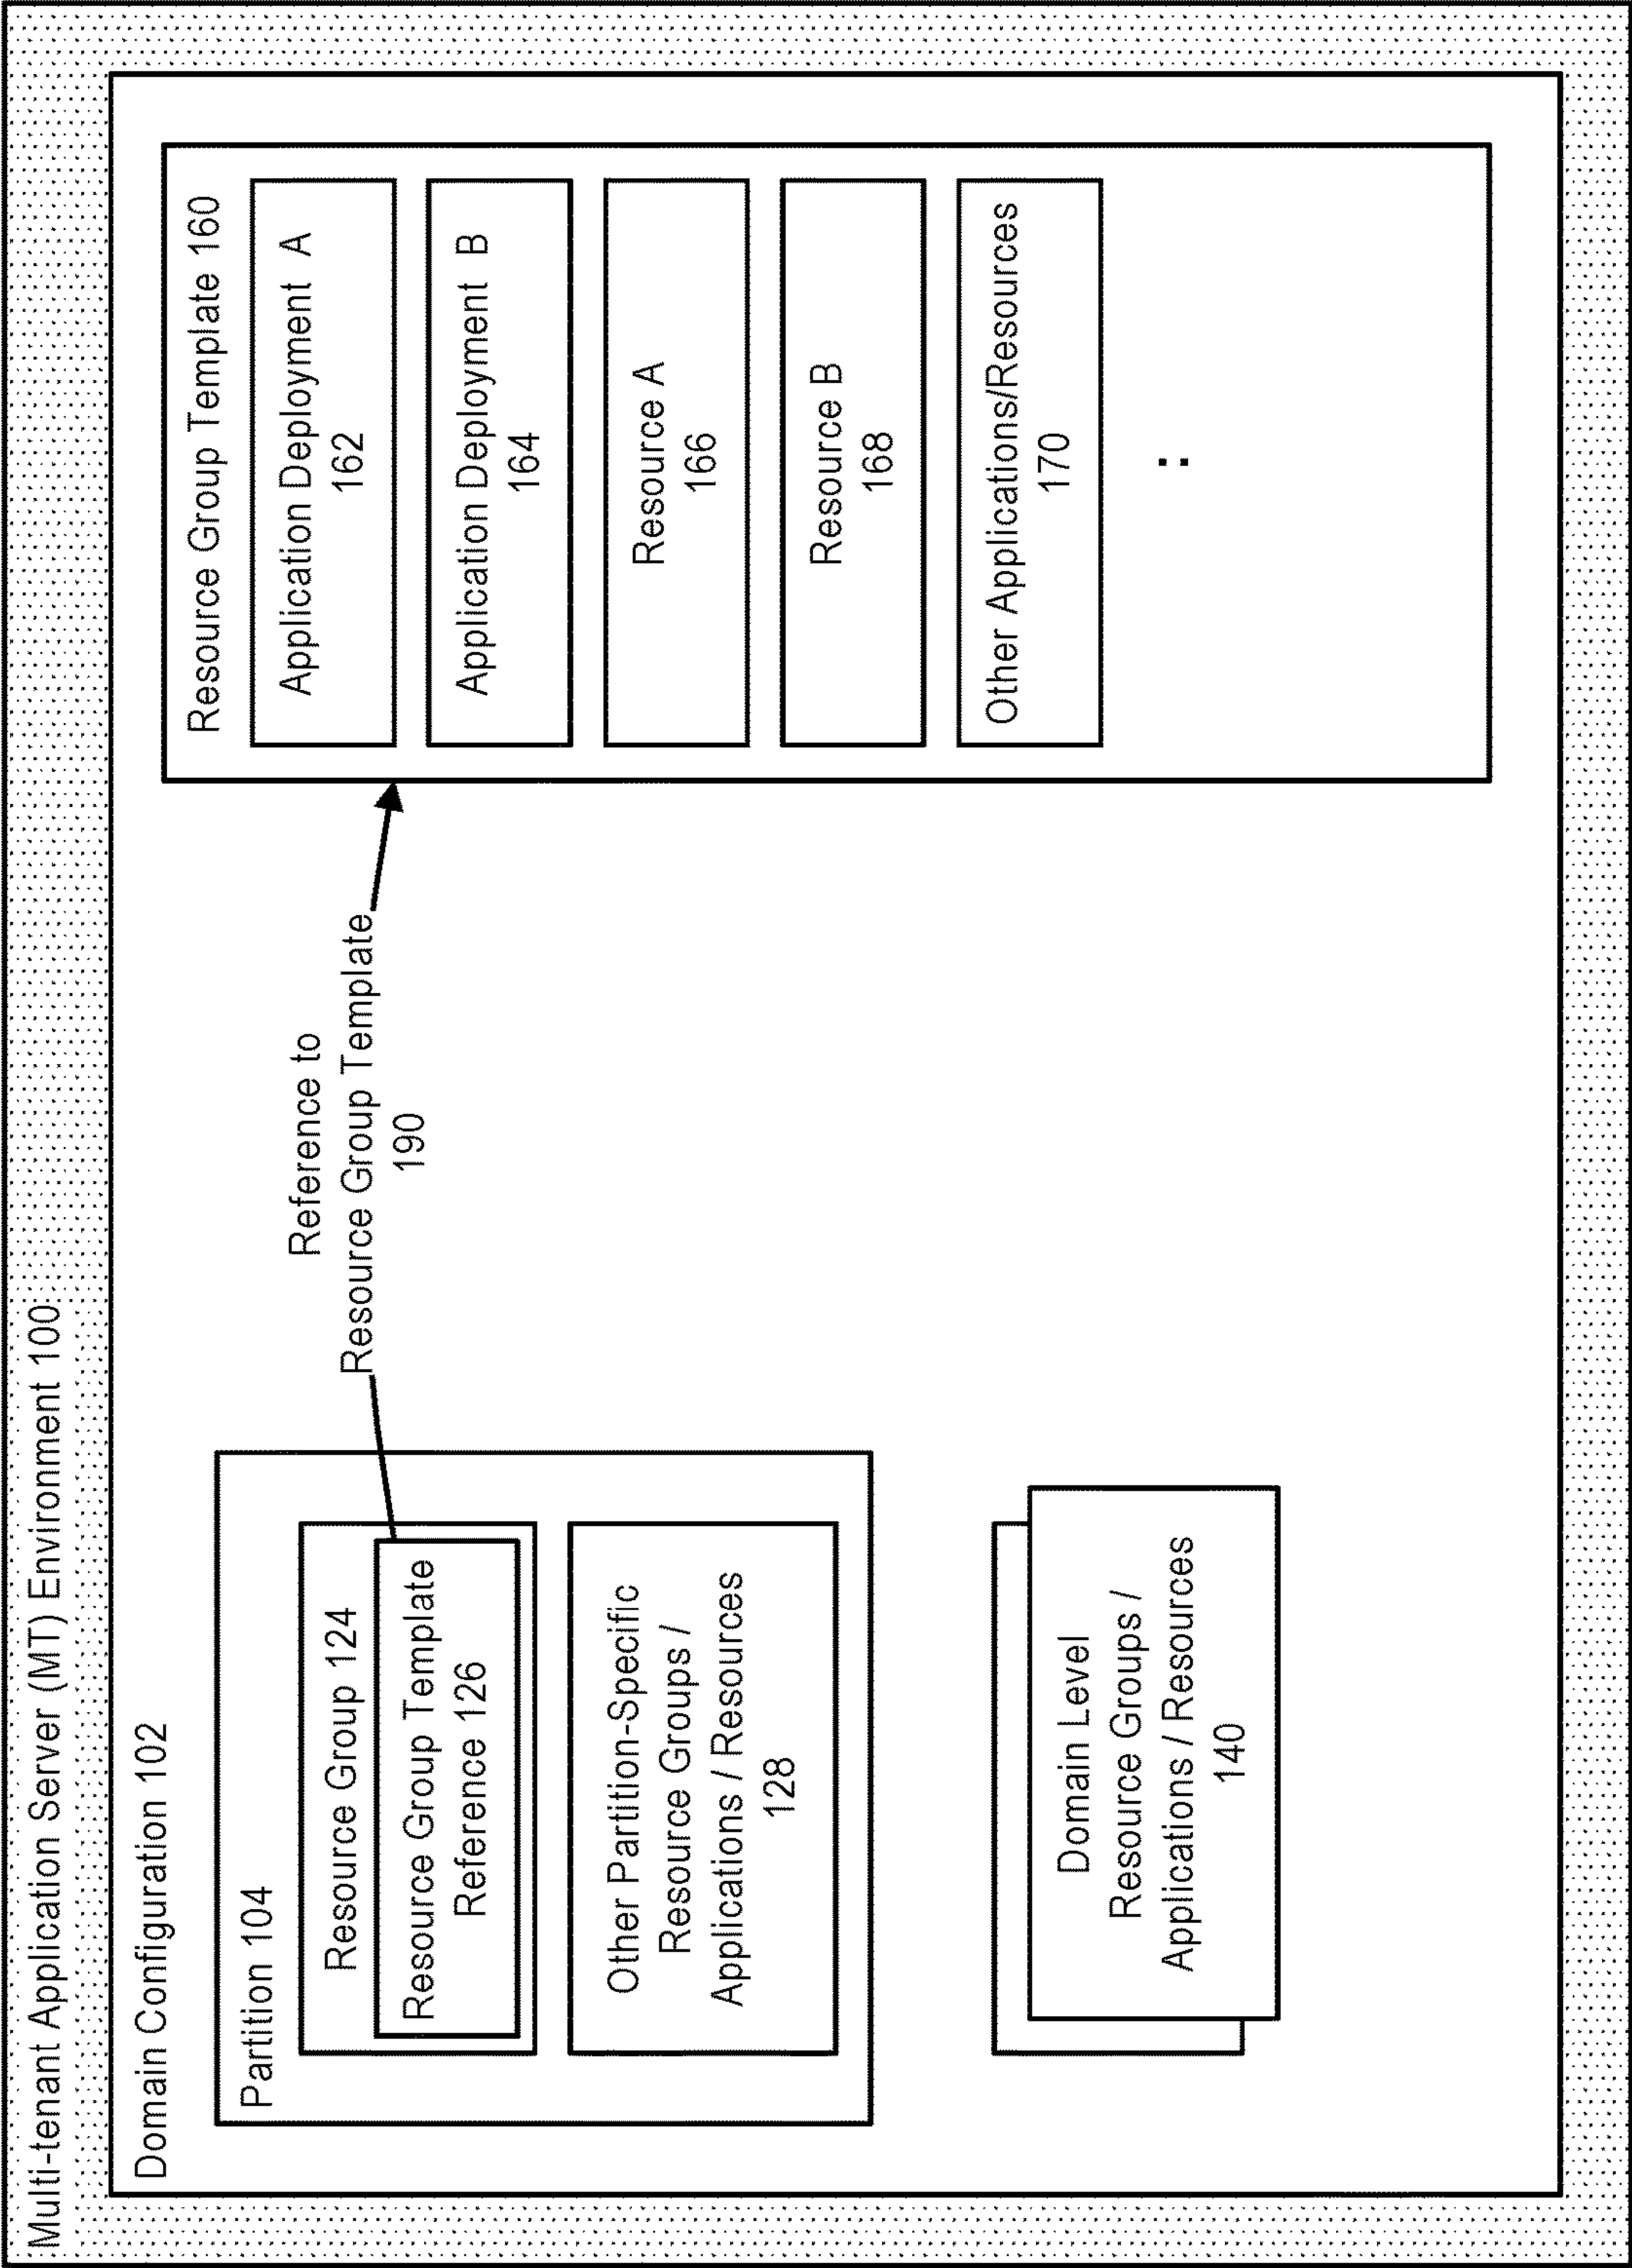 Multi-tenant Application Server (MT) Environment 100
Domain Configuration 102
Partition 104
Resource Group 124
Resource Group Template
Reference 126
Other Partition-Specific
Resource Groups /
Applications / Resources
128
Domain Level
Resource Groups /
Applications / Resources
140
Reference to
Resource Group Template
190
Resource Group Template 160
Application Deployment A
162
Application Deployment B
164
Resource A
166
Resource B
168
Other Applications/Resources
170
..